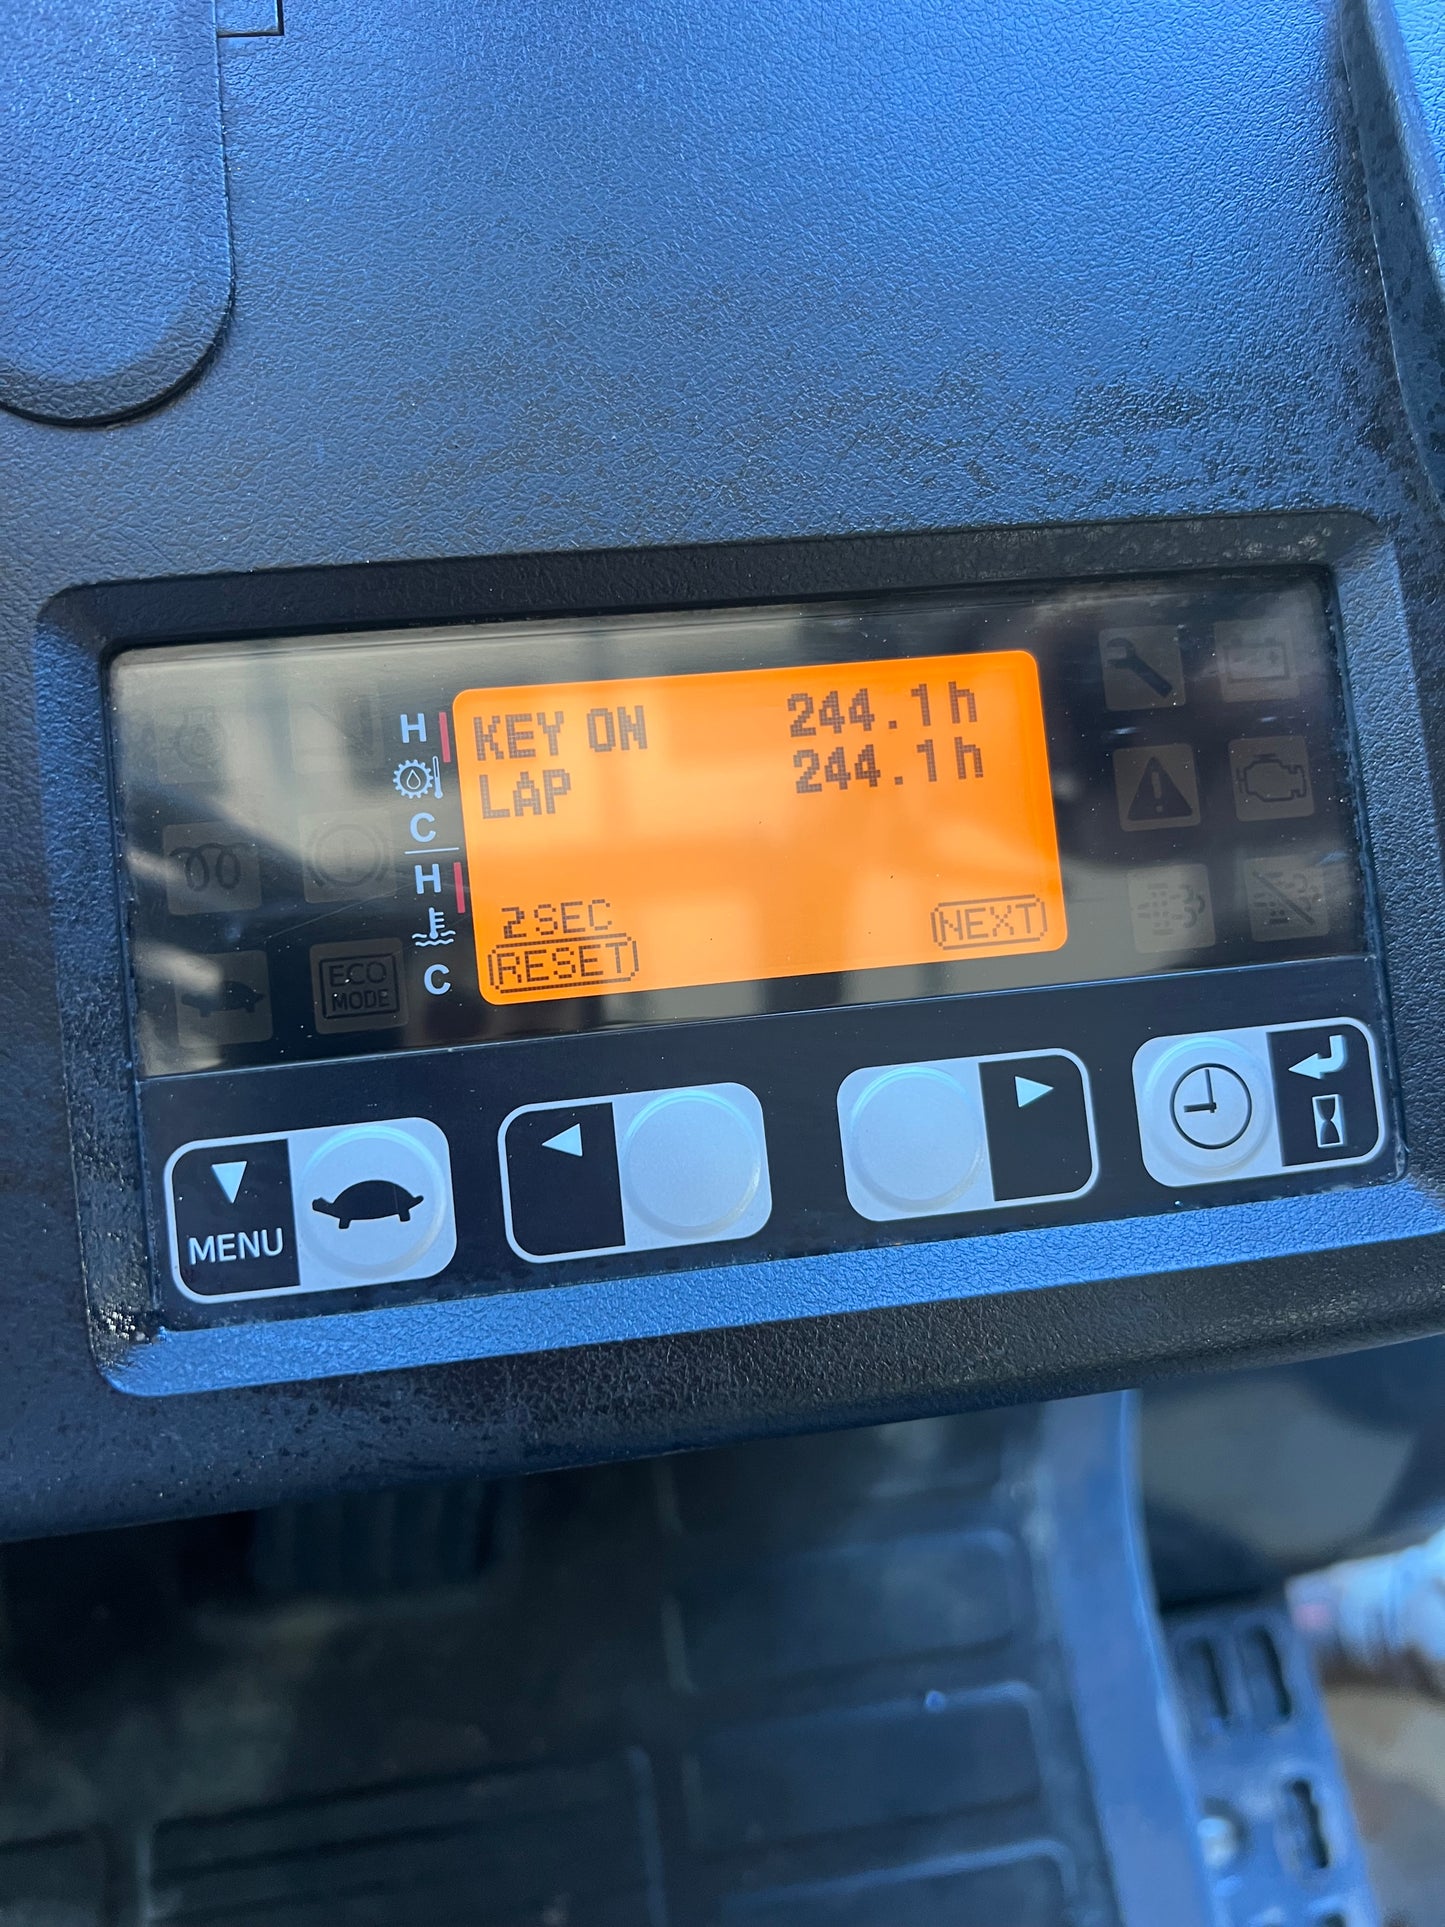 KEY ON 244.1h
LAP 244.1h
2SEC
RESET NEXT
H
C
H
C
ECO
MODE
MENU